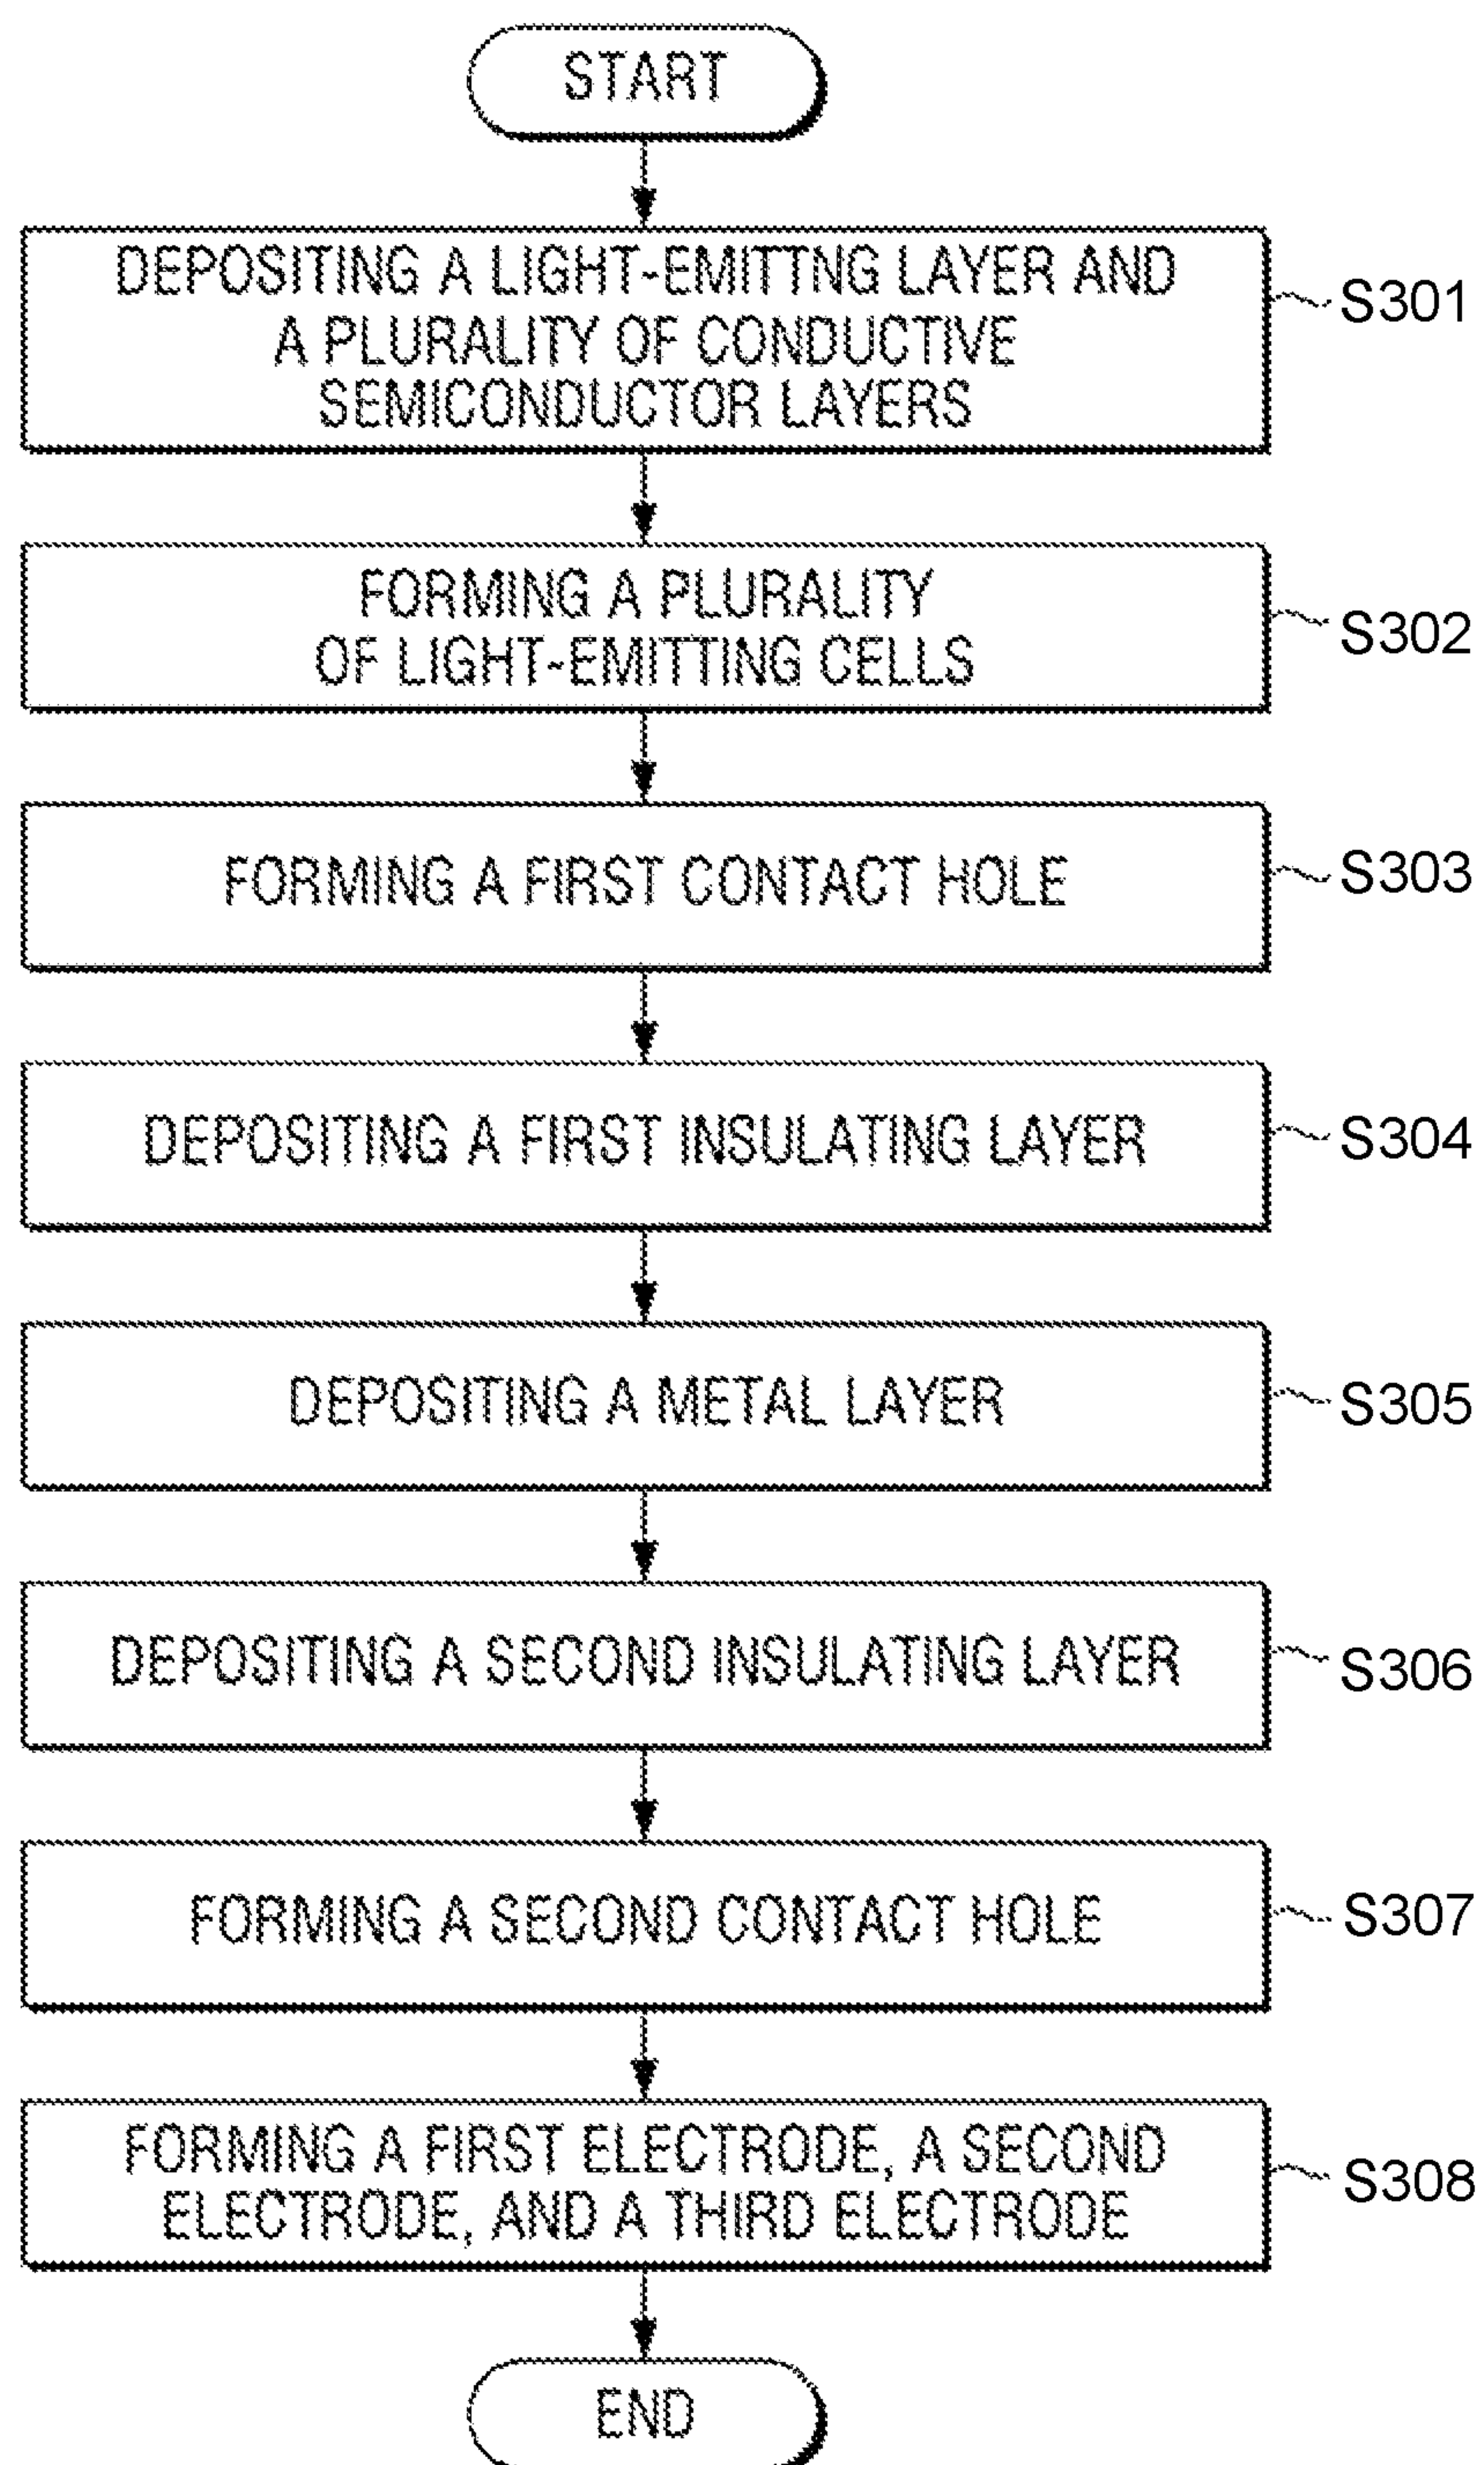 START
DEPOSITING A LIGHT-EMITTNG LAYER AND
A PLURALITY OF CONDUCTIVE
SEMICONDUCTOR LAYERS
S301
FORMING A PLURALITY
OF LIGHT-EMITTING CELLS
S302
FORMING A FIRST CONTACT HOLE
S303
DEPOSITING A FIRST INSULATING LAYER
S304
DEPOSITING A METAL LAYER
S305
DEPOSITING A SECOND INSULATING LAYER
S306
FORMING A SECOND CONTACT HOLE
S307
FORMING A FIRST ELECTRODE, A SECOND
ELECTRODE, AND A THIRD ELECTRODE
S308
END